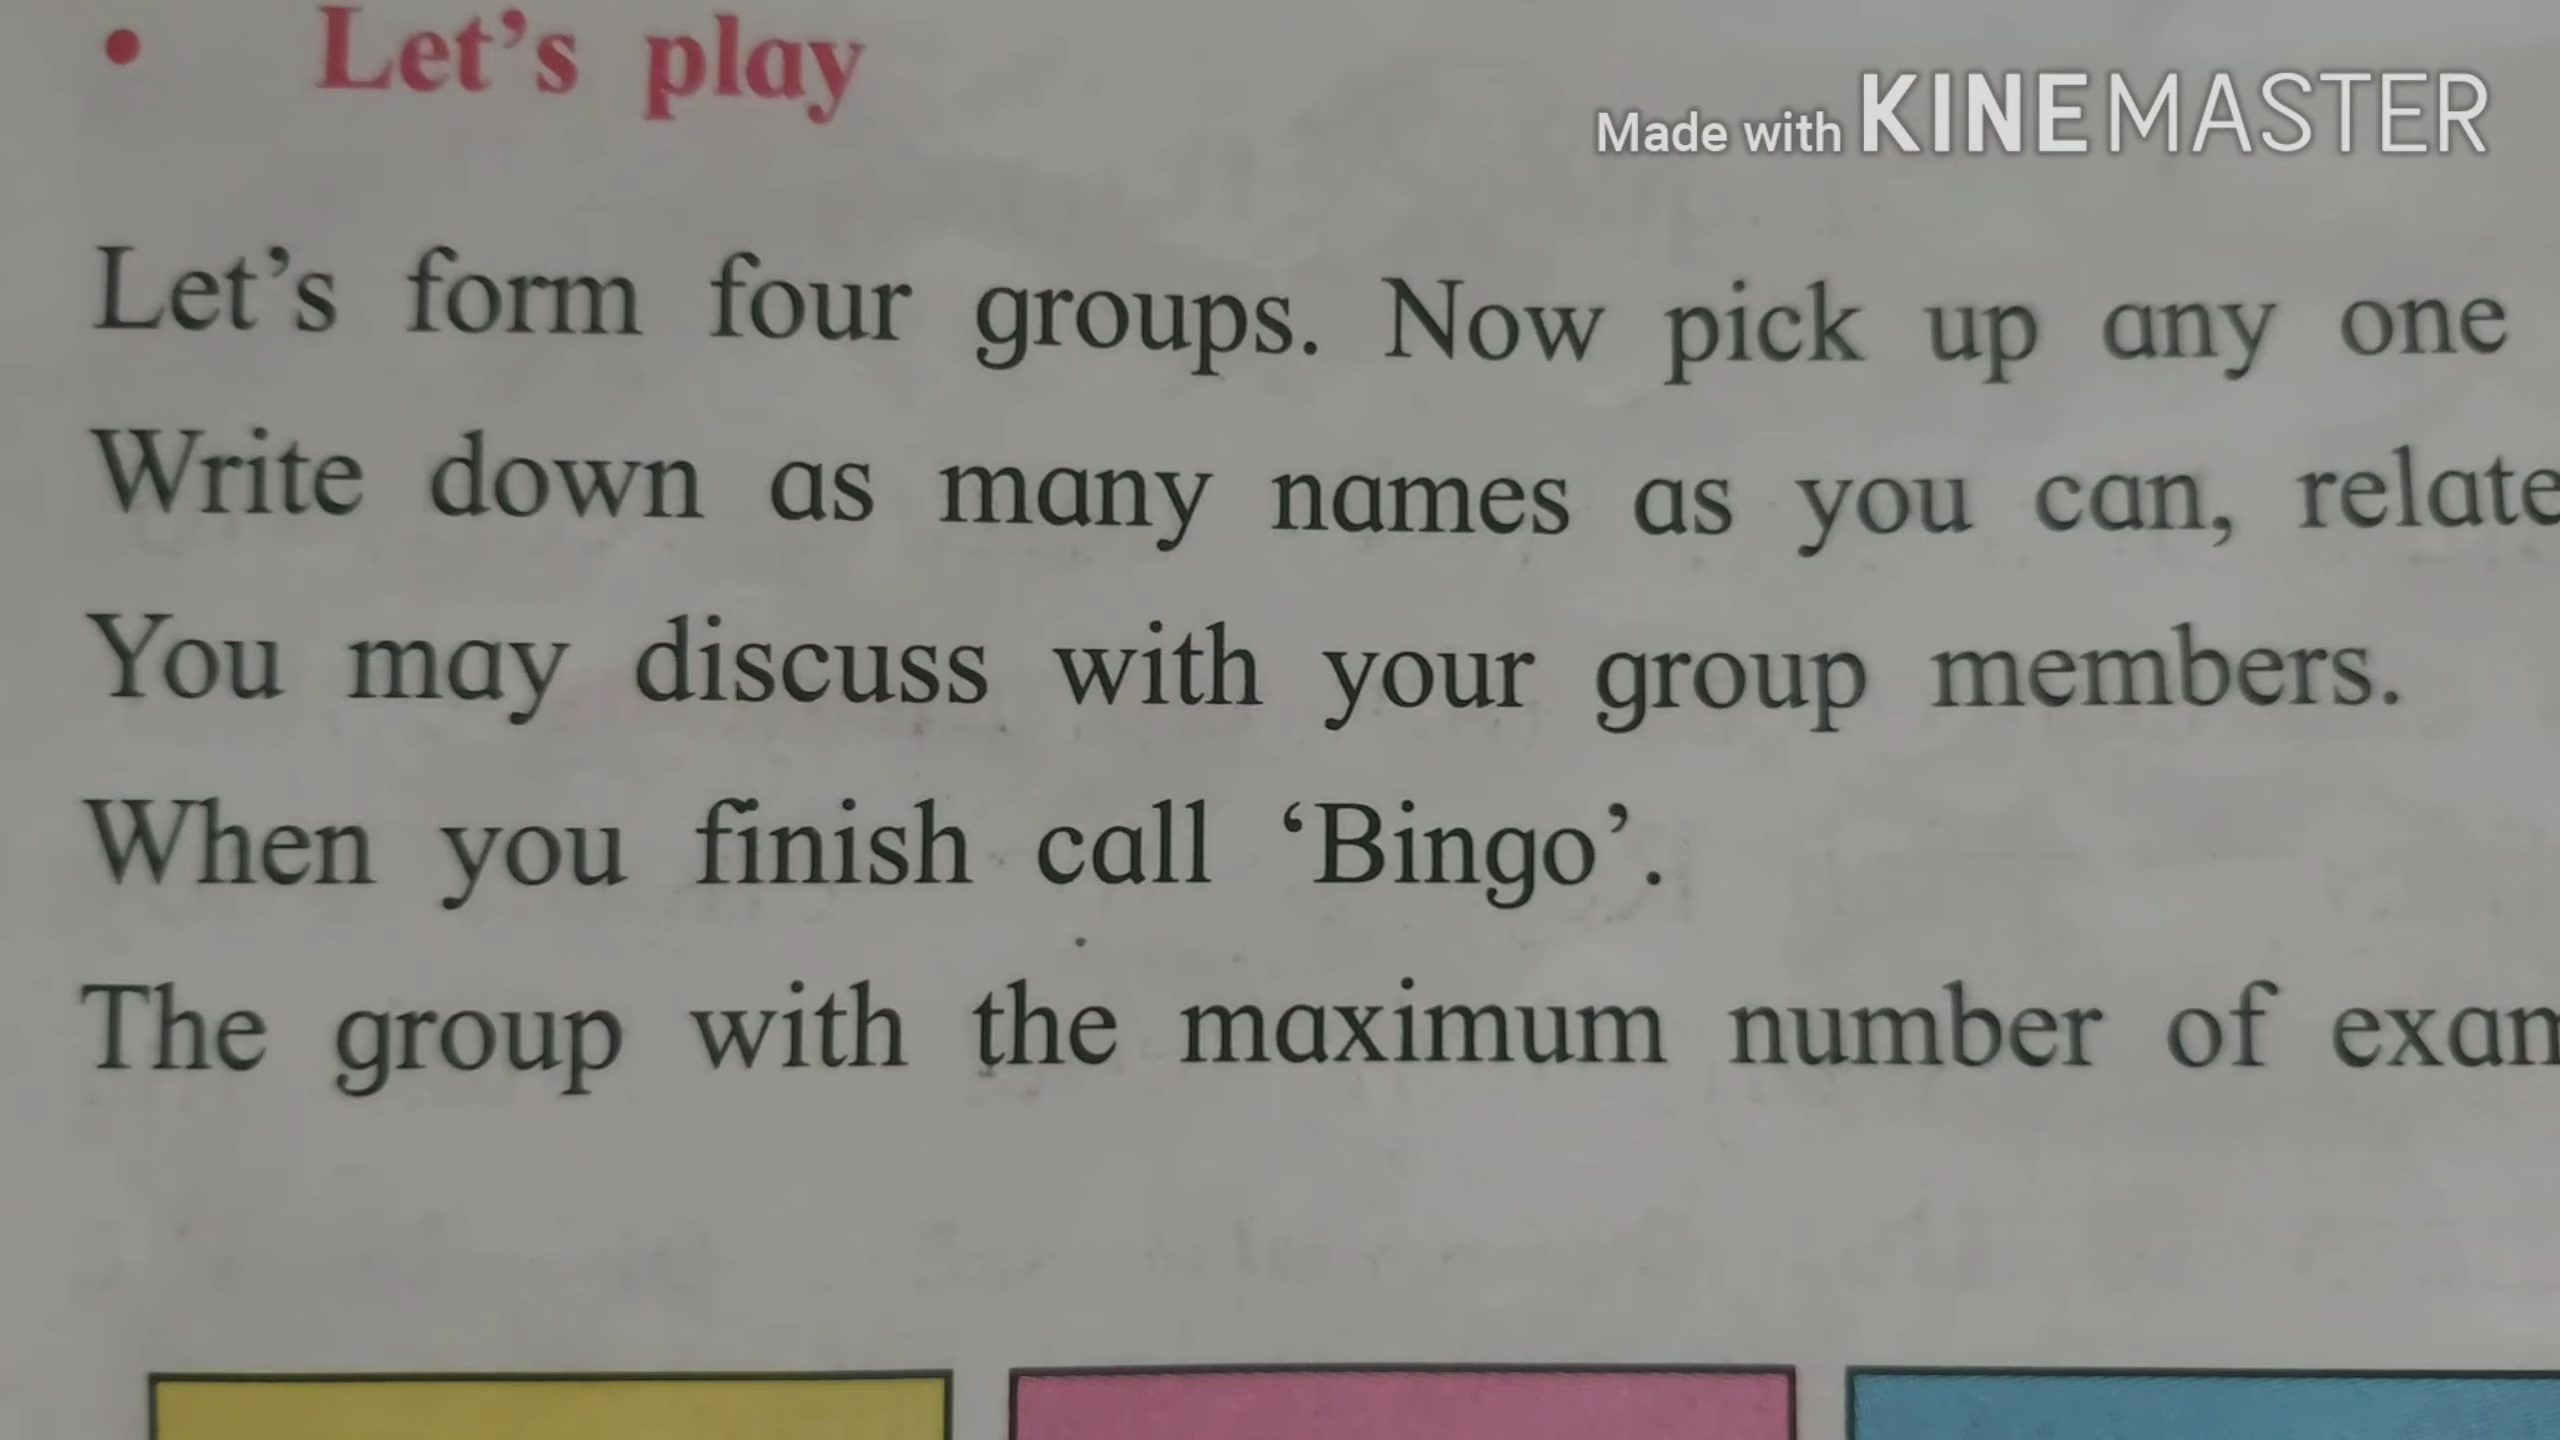 • Let's play
Made with KINEMASTER
Let's form four groups. Now pick up any one
Write down as many names as you can,
You may discuss with your group members.
When you finish call ‘Bingo’.
The group with the maximum number of